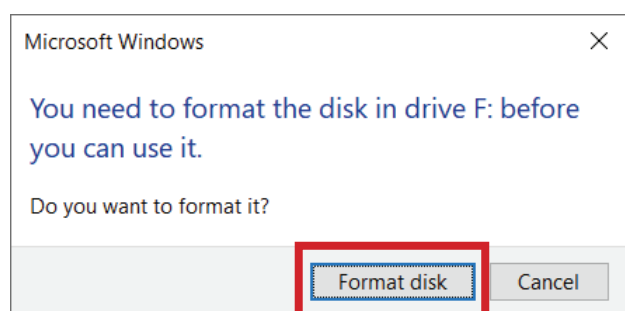 Microsoft Windows
You need to format the disk in drive F: before
you can use it.
Do you want to format it?
Format disk Cancel